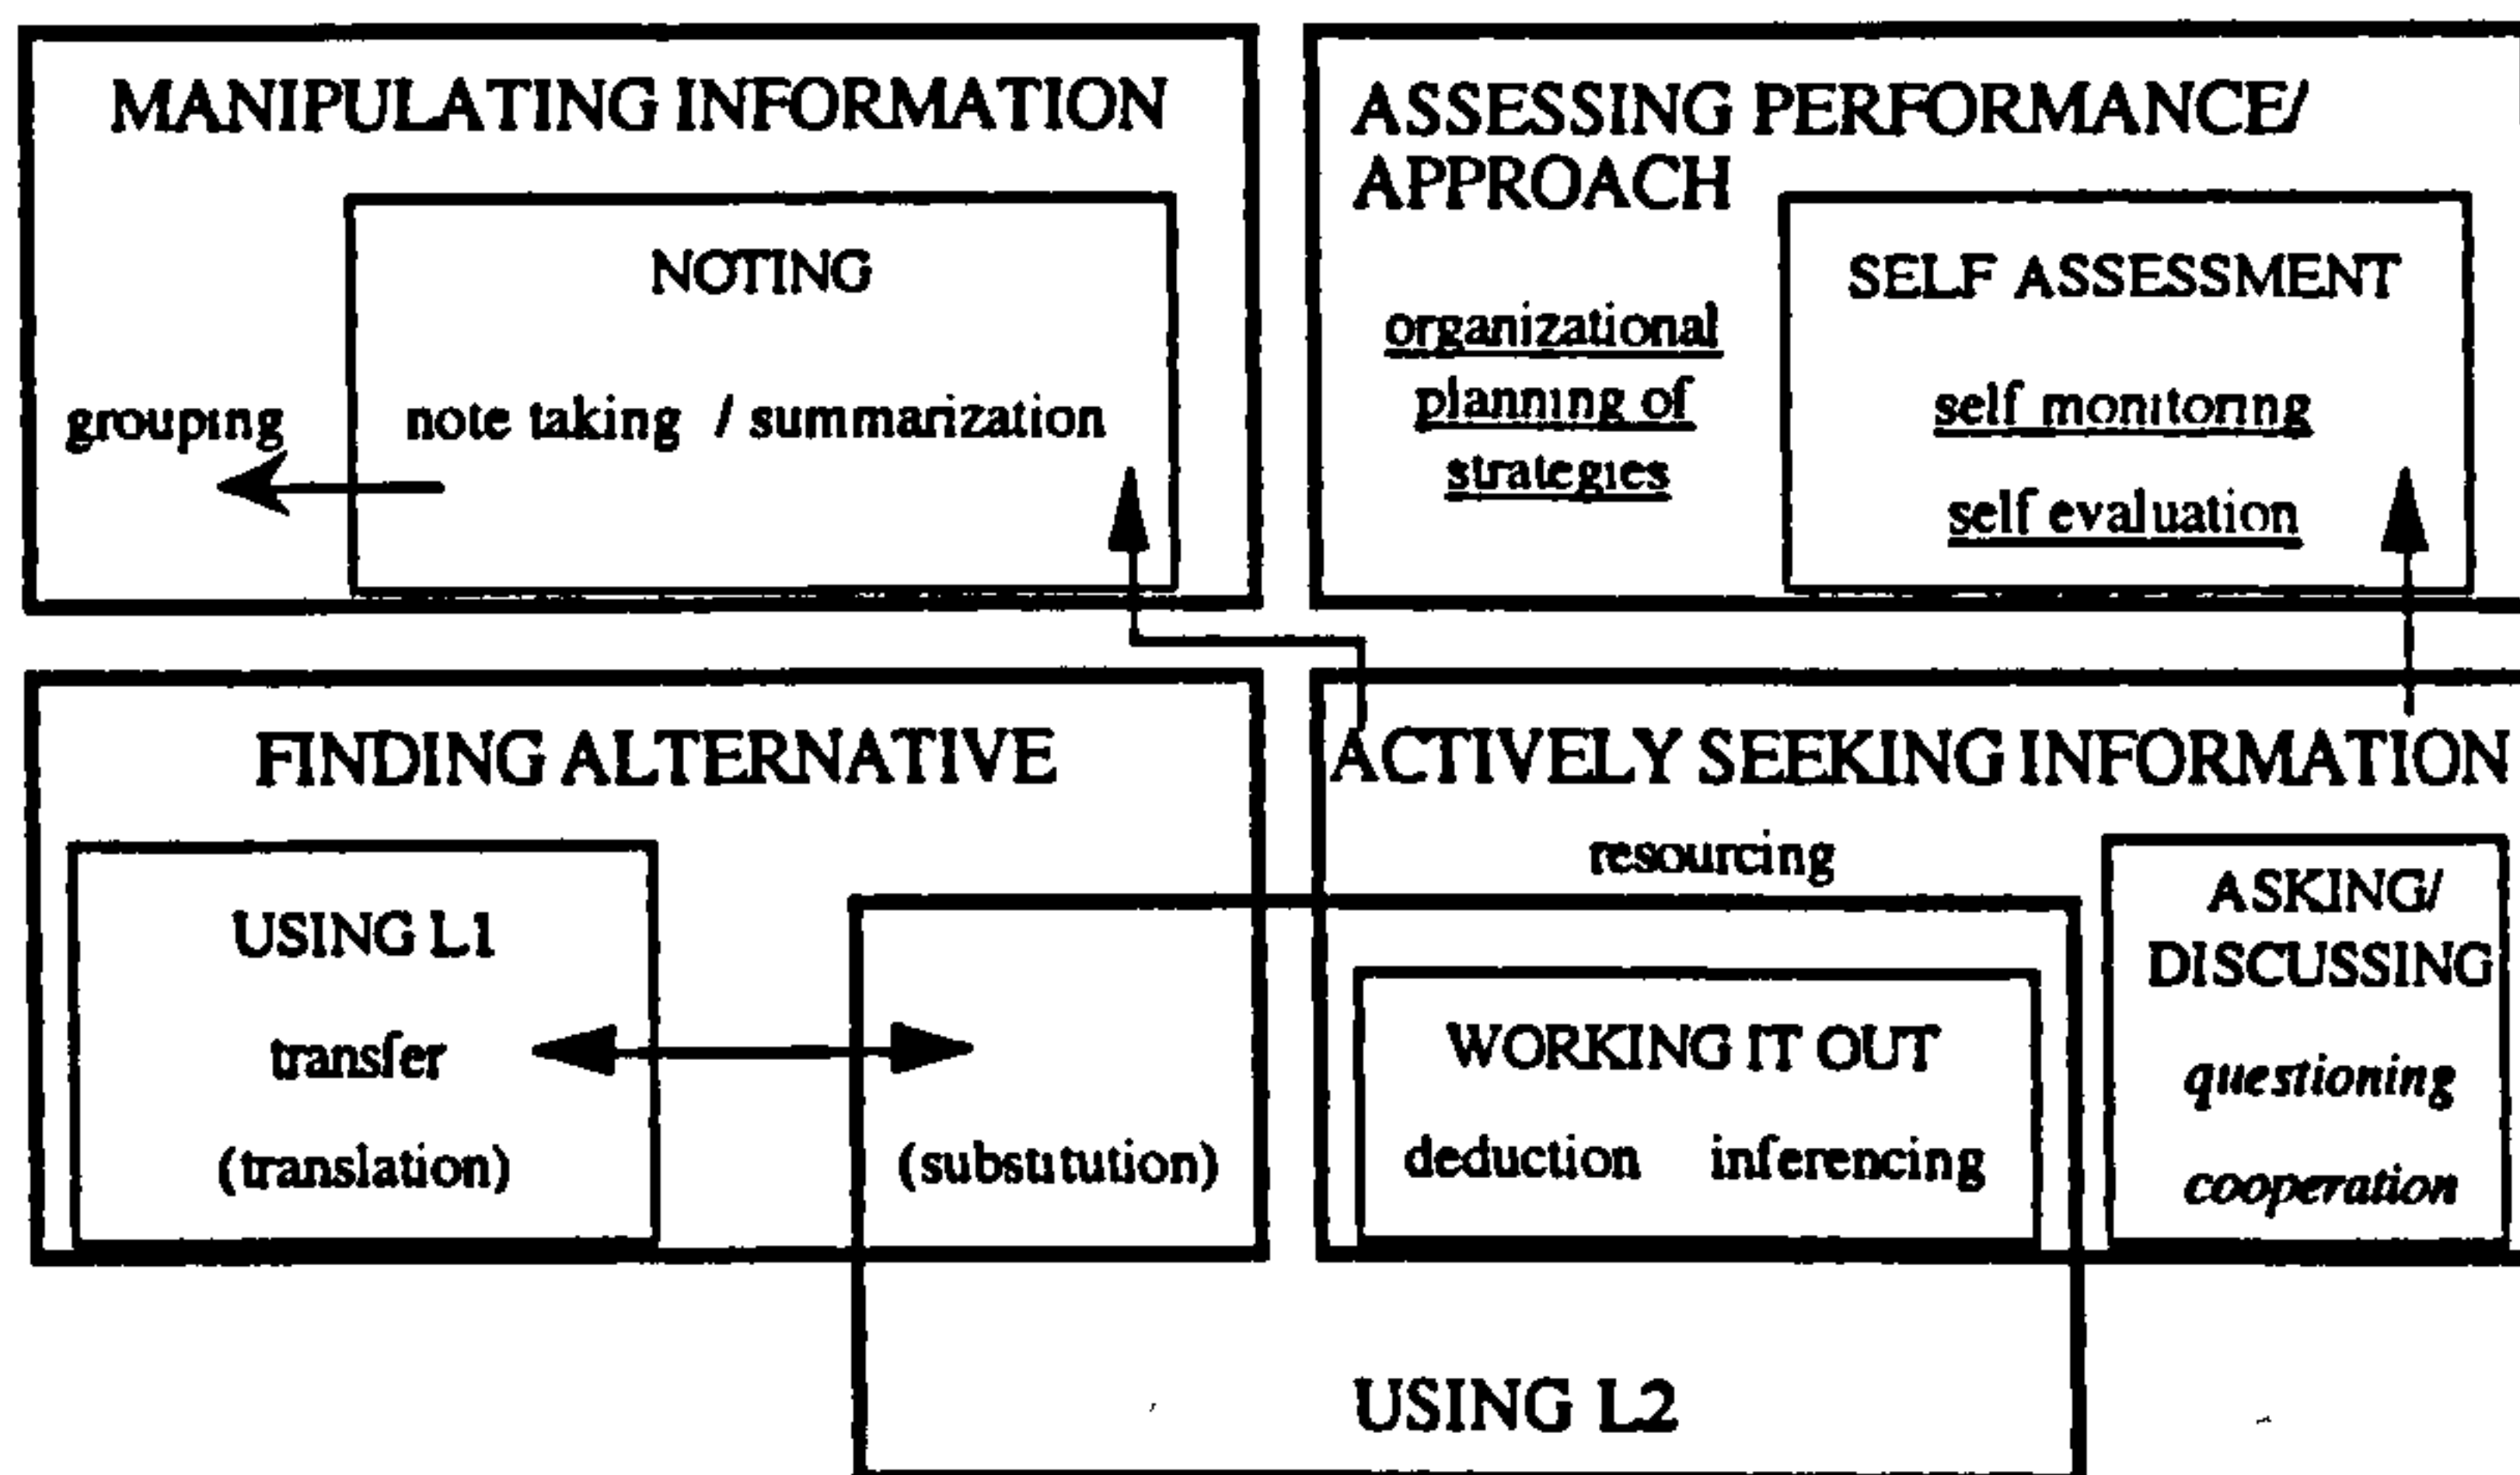 MANIPULATING INFORMATION
NOTING
grouping
note taking / summarization
ASSESSING PERFORMANCE/
APPROACH
organizational
planning of
strategies
SELF ASSESSMENT
self monitoring
self evaluation
FINDING ALTERNATIVE
USING L1
transfer
(translation)
(substitution)
ACTIVELY SEEKING INFORMATION
resourcing
WORKING IT OUT
deduction inferencing
ASKING/
DISCUSSING
questioning
cooperation
USING L2